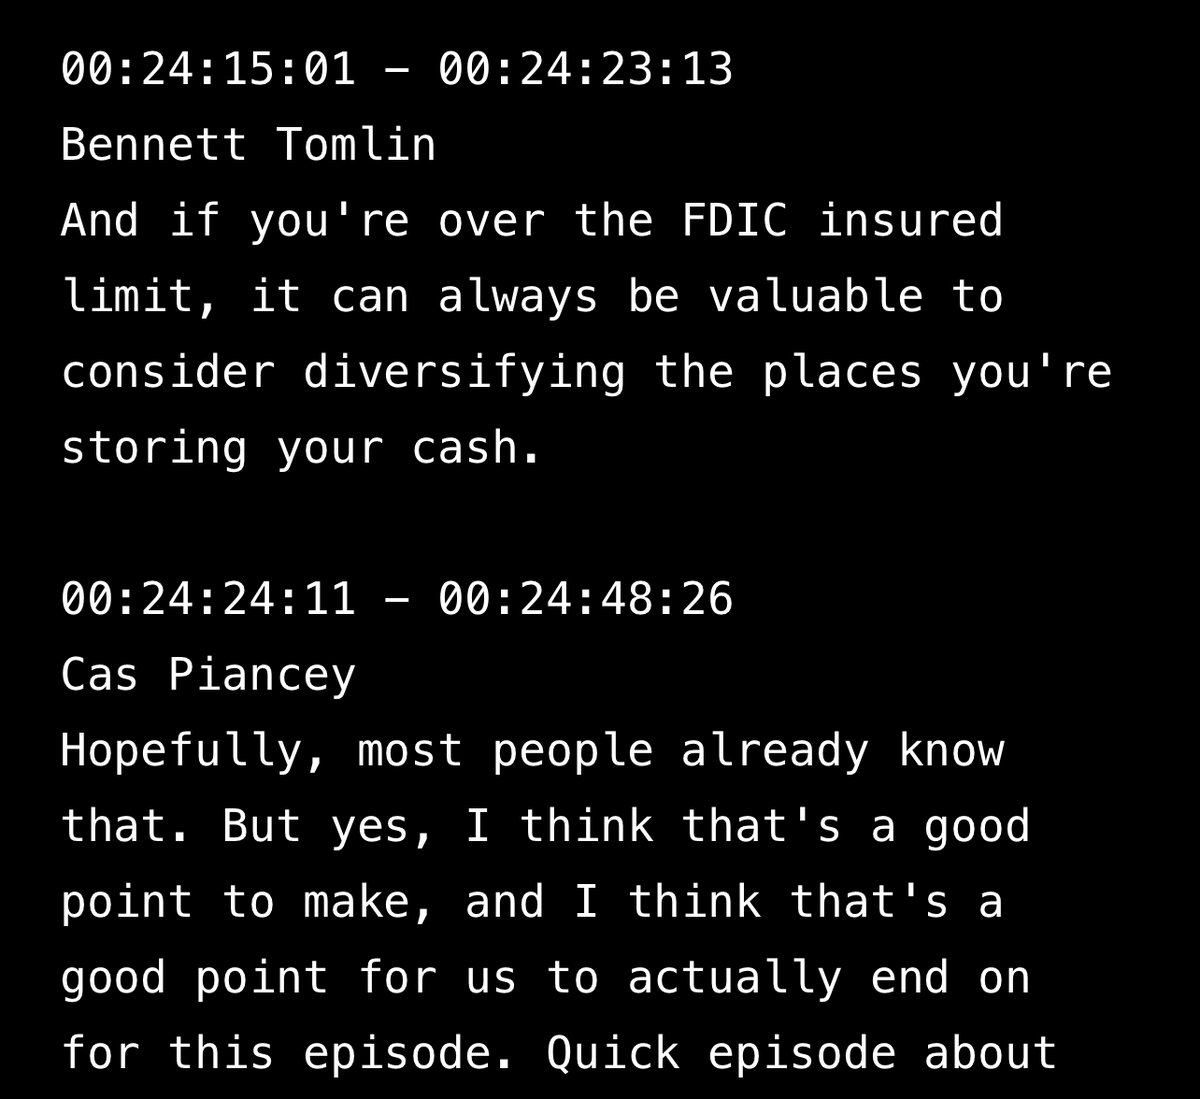 00:24:15:01 – 00:24:23:13
Bennett Tomlin
And if you're over the FDIC insured
limit, it can always be valuable to
consider diversifying the places you're
storing your cash.
00:24:24:11 – 00:24:48:26
Cas Piancey
Hopefully, most people already know
that. But yes, I think that's a good
point to make, and I think that's a
good point for us to actually end on
for this episode. Quick episode about